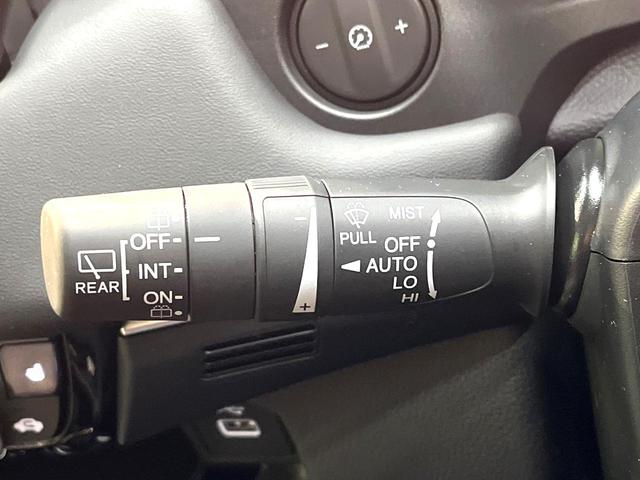 − +
MIST
OFF
PULL
OFF
INT
AUTO
REAR
LO
ON
HI
−
+